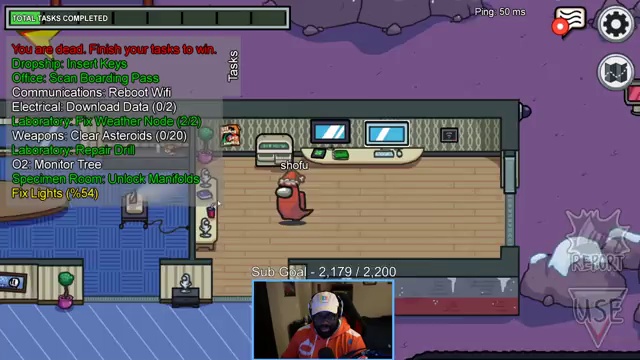 TOTAL TASKS COMPLETED
Ping: 50 ms
You are dead. Finish your tasks to win.
Dropship: Insert Keys
Office: Scan Boarding Pass
Communications: Reboot Wifi
Electrical: Download Data (0/2)
Laboratory: Fix Weather Node (2/2)
Weapons: Clear Asteroids (0/20)
Laboratory: Repair Drill
O2: Monitor Tree
Specimen Room: Unlock Manifolds
Fix Lights (%54)
Tasks
shofu
REPORT
USE
Sub Goal - 2,179 / 2,200